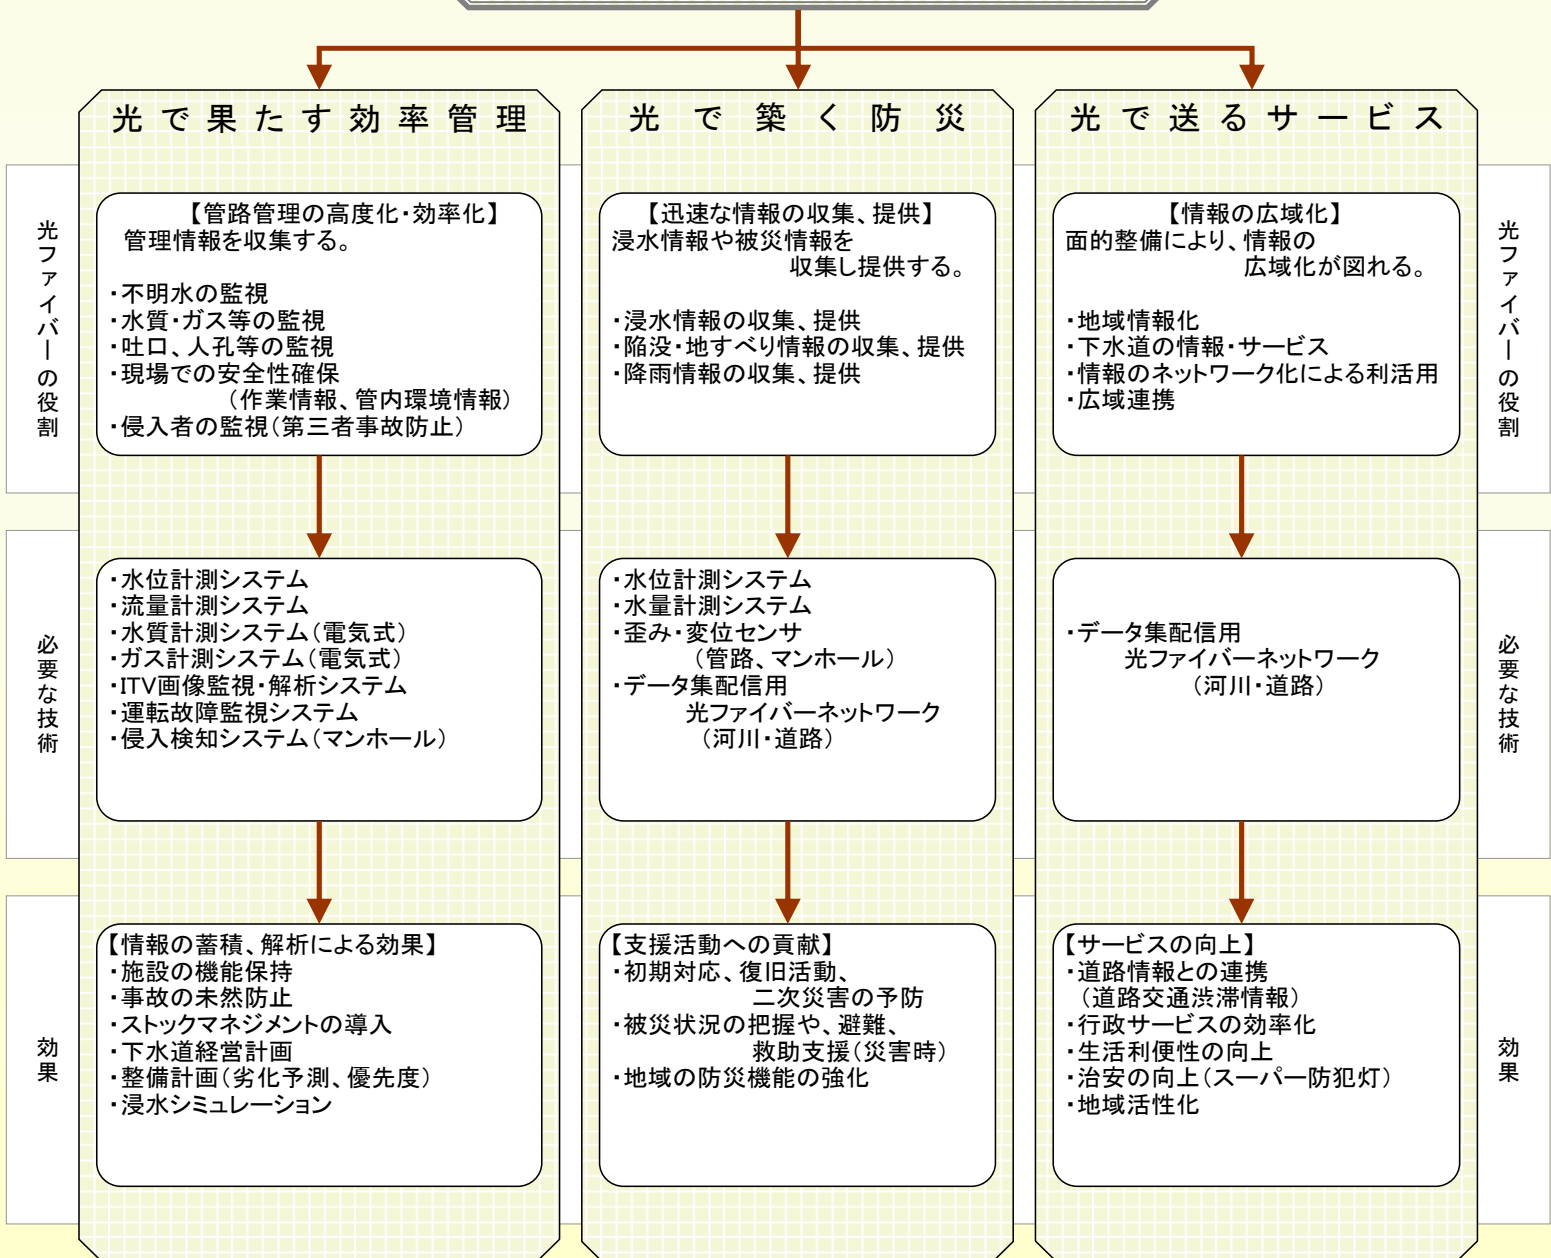 光で果たす効率管理
光で築く防災
光で送るサービス
光ファイバーの役割
【管路管理の高度化・効率化】
管理情報を収集する。
・不明水の監視
・水質・ガス等の監視
・吐口、人孔等の監視
・現場での安全性確保
（作業情報、管内環境情報）
・侵入者の監視（第三者事故防止）
【迅速な情報の収集、提供】
浸水情報や被災情報を
収集し提供する。
・浸水情報の収集、提供
・陥没・地すべり情報の収集、提供
・降雨情報の収集、提供
【情報の広域化】
面的整備により、情報の
広域化が図れる。
・地域情報化
・下水道の情報・サービス
・情報のネットワーク化による利活用
・広域連携
光ファイバーの役割
必要な技術
・水位計測システム
・流量計測システム
・水質計測システム（電気式）
・ガス計測システム（電気式）
・ITV画像監視・解析システム
・運転故障監視システム
・侵入検知システム（マンホール）
・水位計測システム
・水量計測システム
・歪み・変位センサ
（管路、マンホール）
・データ集配信用
光ファイバーネットワーク
（河川・道路）
・データ集配信用
光ファイバーネットワーク
（河川・道路）
必要な技術
効果
【情報の蓄積、解析による効果】
・施設の機能保持
・事故の未然防止
・ストックマネジメントの導入
・下水道経営計画
・整備計画（劣化予測、優先度）
・浸水シミュレーション
【支援活動への貢献】
・初期対応、復旧活動、
二次災害の予防
・被災状況の把握や、避難、
救助支援（災害時）
・地域の防災機能の強化
【サービスの向上】
・道路情報との連携
（道路交通渋滞情報）
・行政サービスの効率化
・生活利便性の向上
・治安の向上（スーパー防犯灯）
・地域活性化
効果